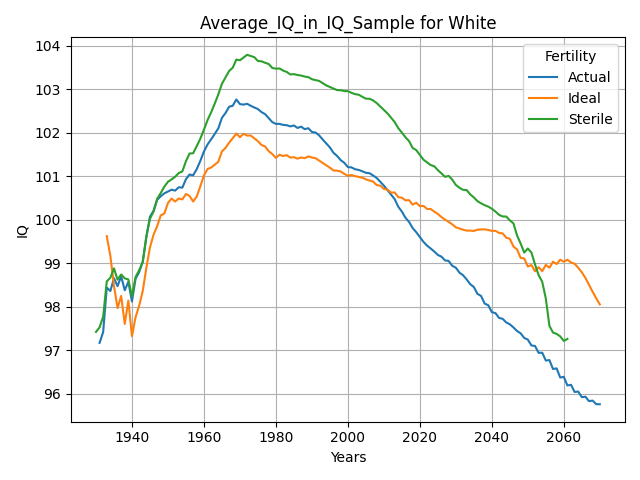 Average_IQ_in_IQ_Sample for White
Fertility
Actual
Ideal
Sterile
IQ
104
103
102
101
100
99
98
97
96
1940
1960
1980
2000
2020
2040
2060
Years